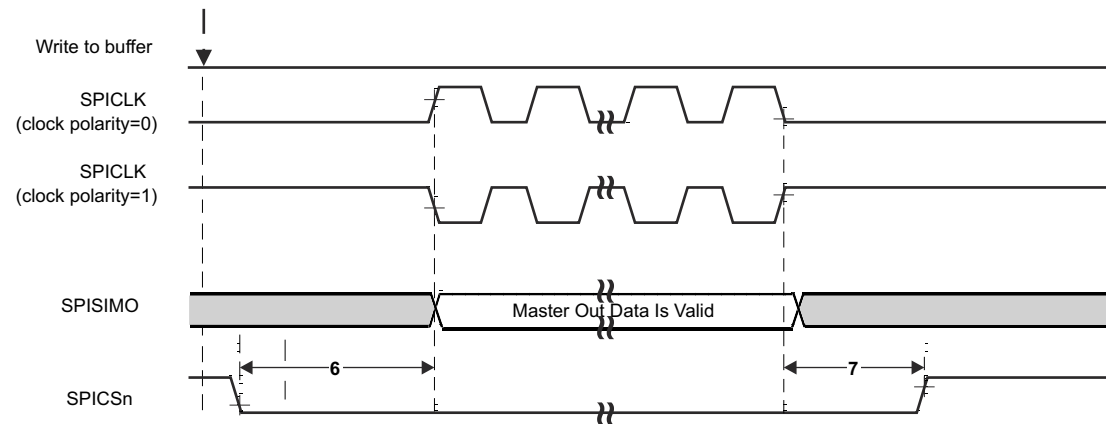 Write to buffer
SPICLK
(clock polarity=0)
SPICLK
(clock polarity=1)
SPISIMO
Master Out Data Is Valid
6
7
SPICSn